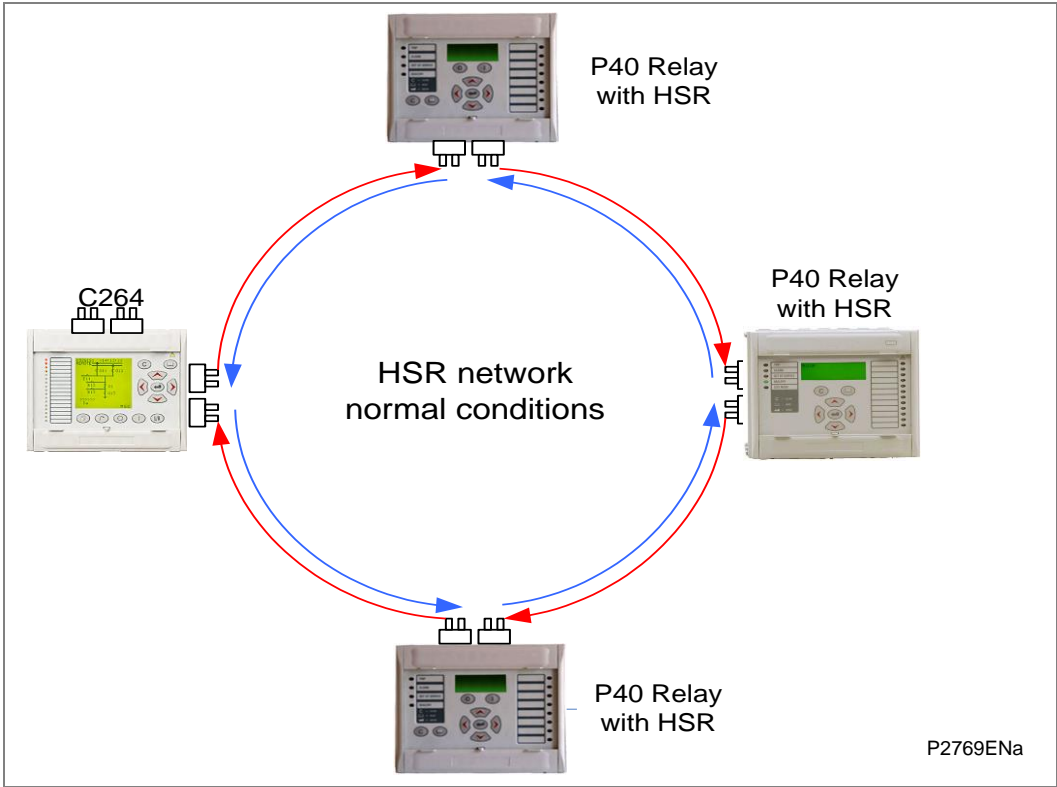 P40 Relay
with HSR
P40 Relay
with HSR
C264
HSR network
normal conditions
P40 Relay
with HSR
P2769ENa